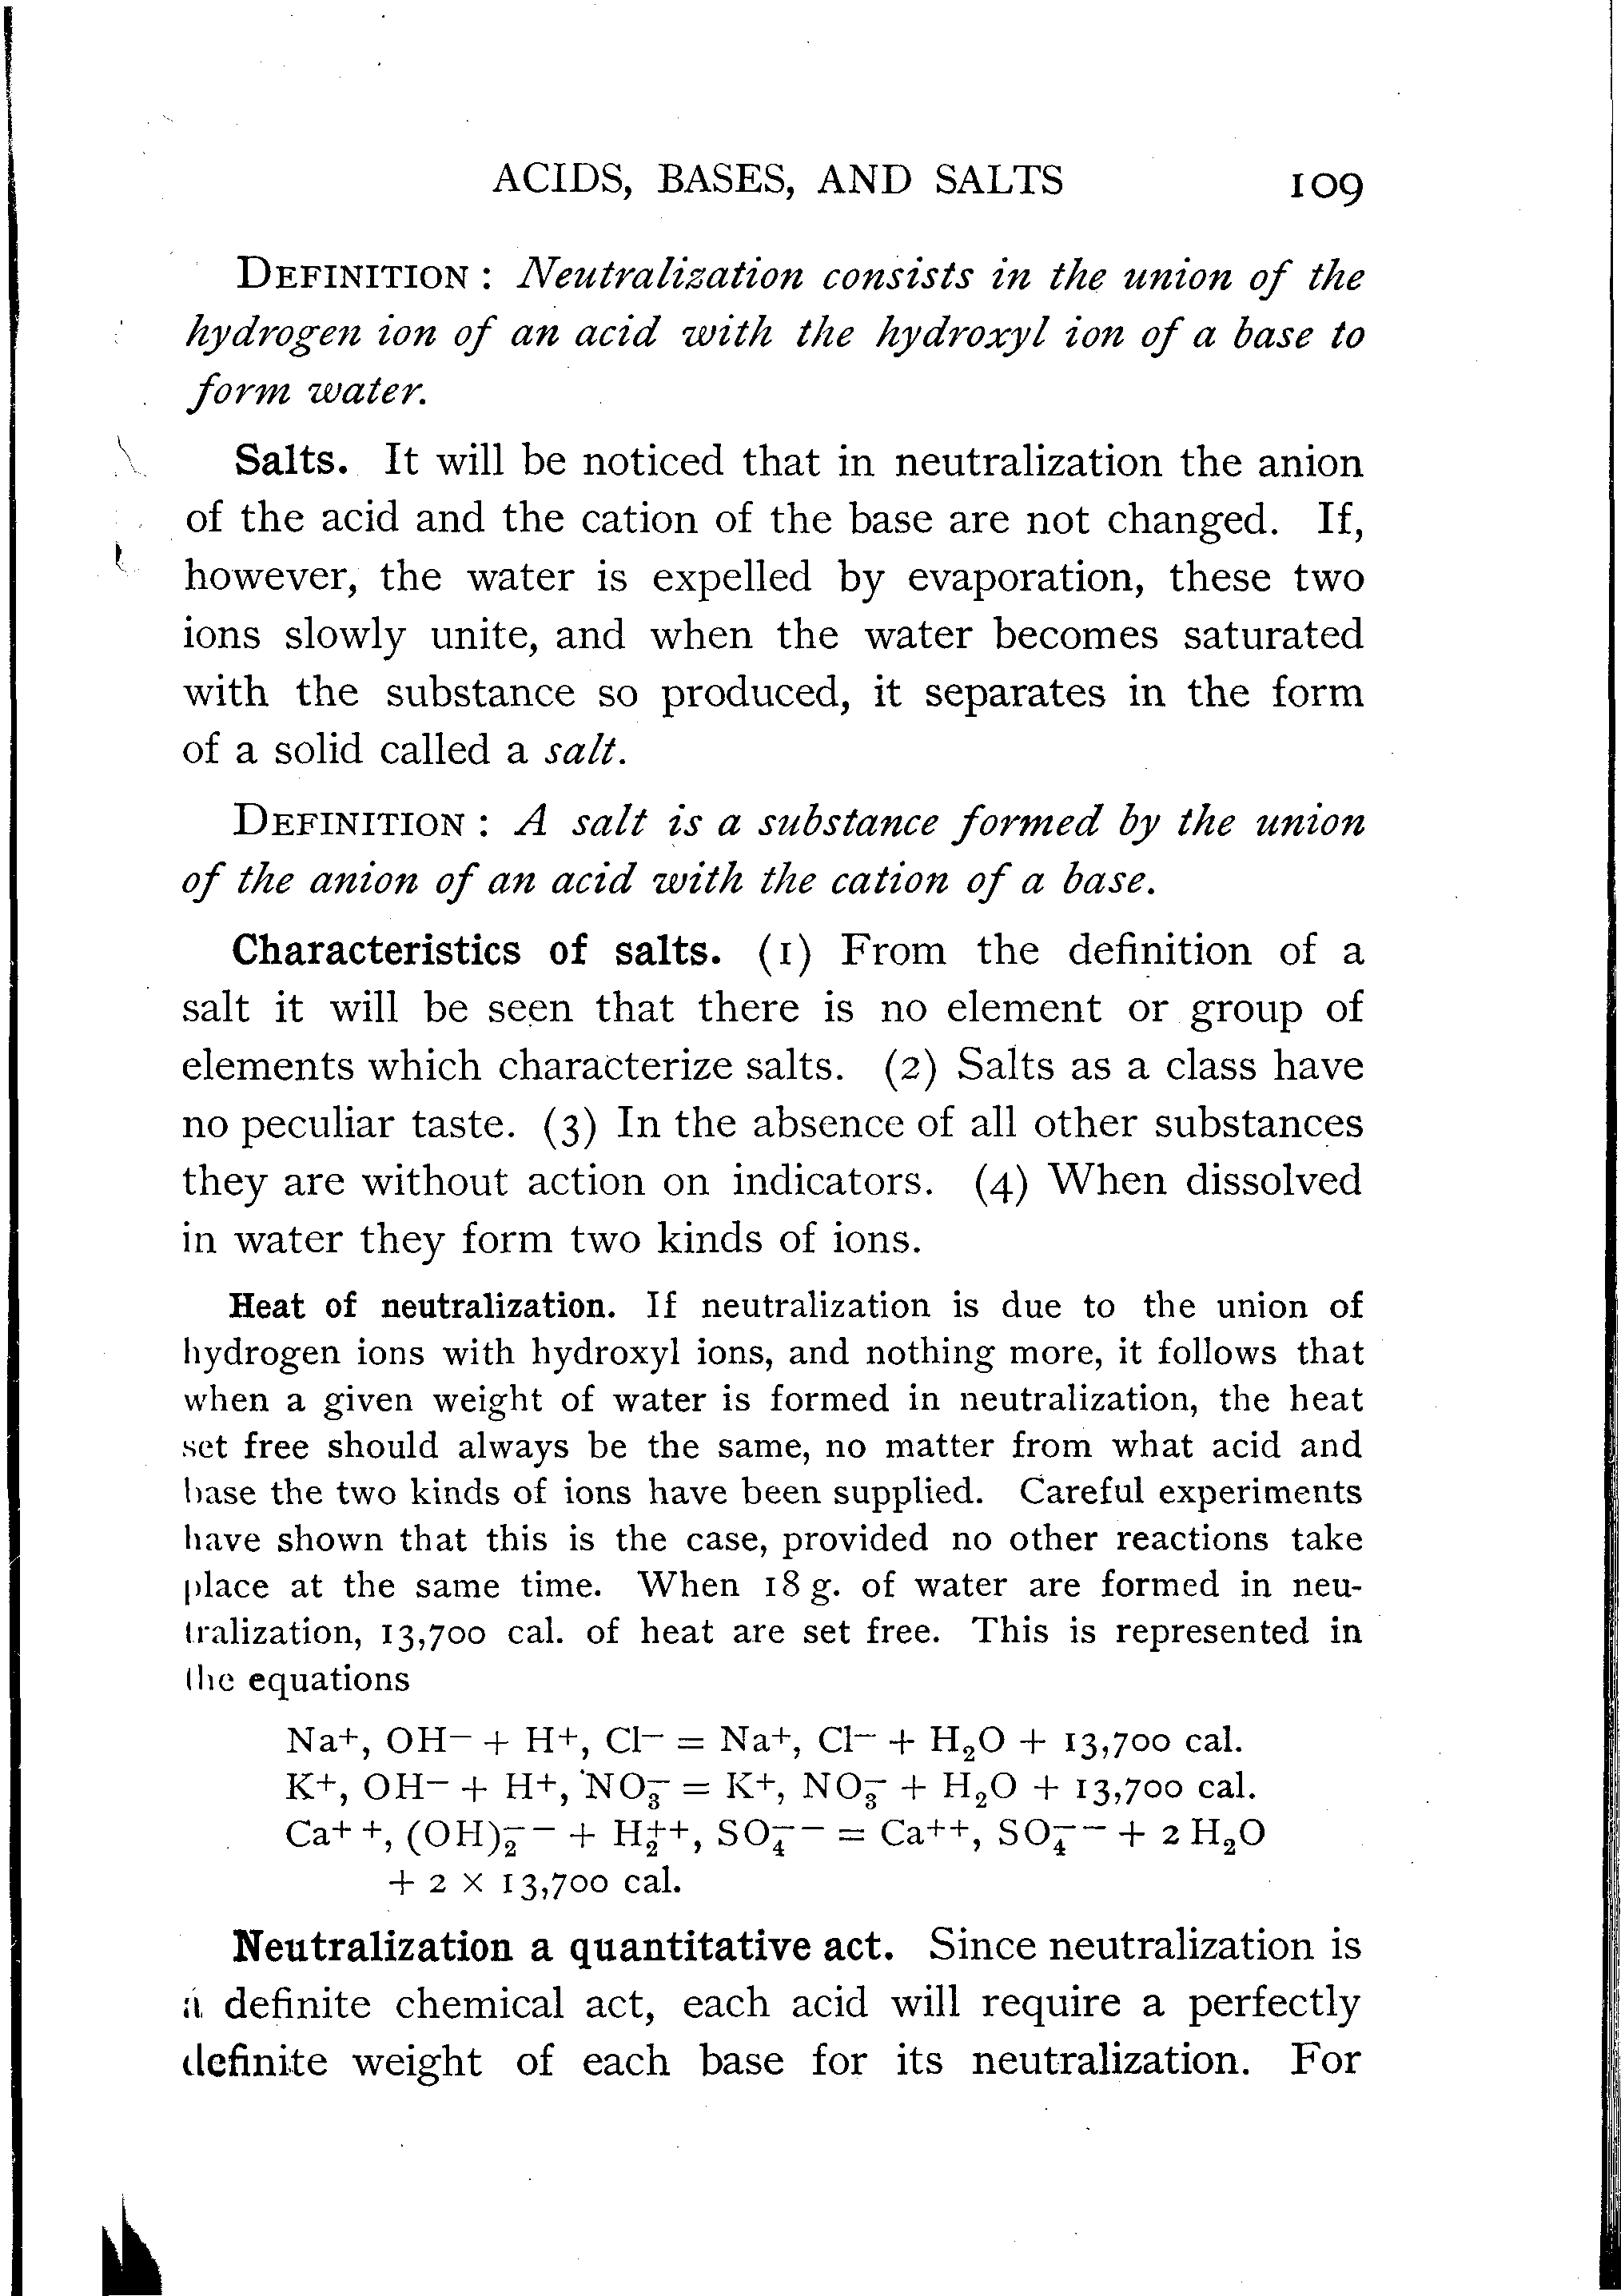 ACIDS, BASES, AND SALTS 109
DEFINITION : Neutralization consists in the union of the
hydrogen ion of an acid with the hydroxyl ion of a base to
form water.
Salts. It will be noticed that in neutralization the anion
of the acid and the cation of the base are not changed. If,
however, the water is expelled by evaporation, these two
ions slowly unite, and when the water becomes saturated
with the substance so produced, it separates in the form
of a solid called a salt.
DEFINITION : A salt is a substance formed by the union
of the anion of an acid with the cation of a base.
Characteristics of salts. (1) From the definition of a
salt it will be seen that there is no element or group of
elements which characterize salts. (2) Salts as a class have
no peculiar taste. (3) In the absence of all other substances
they are without action on indicators. (4) When dissolved
in water they form two kinds of ions.
Heat of neutralization. If neutralization is due to the union of
hydrogen ions with hydroxyl ions, and nothing more, it follows that
when a given weight of water is formed in neutralization, the heat
set free should always be the same, no matter from what acid and
base the two kinds of ions have been supplied. Careful experiments
have shown that this is the case, provided no other reactions take
place at the same time. When 18 g. of water are formed in neu-
tralization, 13,700 cal. of heat are set free. This is represented in
the equations
Na⁺, OH⁻ + H⁺, Cl⁻ = Na⁺, Cl⁻ + H₂O + 13,700 cal.
K⁺, OH⁻ + H⁺, NO₃⁻ = K⁺, NO₃⁻ + H₂O + 13,700 cal.
Ca⁺⁺, (OH)₂⁻⁻ + H₂⁺⁺, SO₄⁻⁻ = Ca⁺⁺, SO₄⁻⁻ + 2 H₂O
+ 2 × 13,700 cal.
Neutralization a quantitative act. Since neutralization is
a definite chemical act, each acid will require a perfectly
definite weight of each base for its neutralization. For